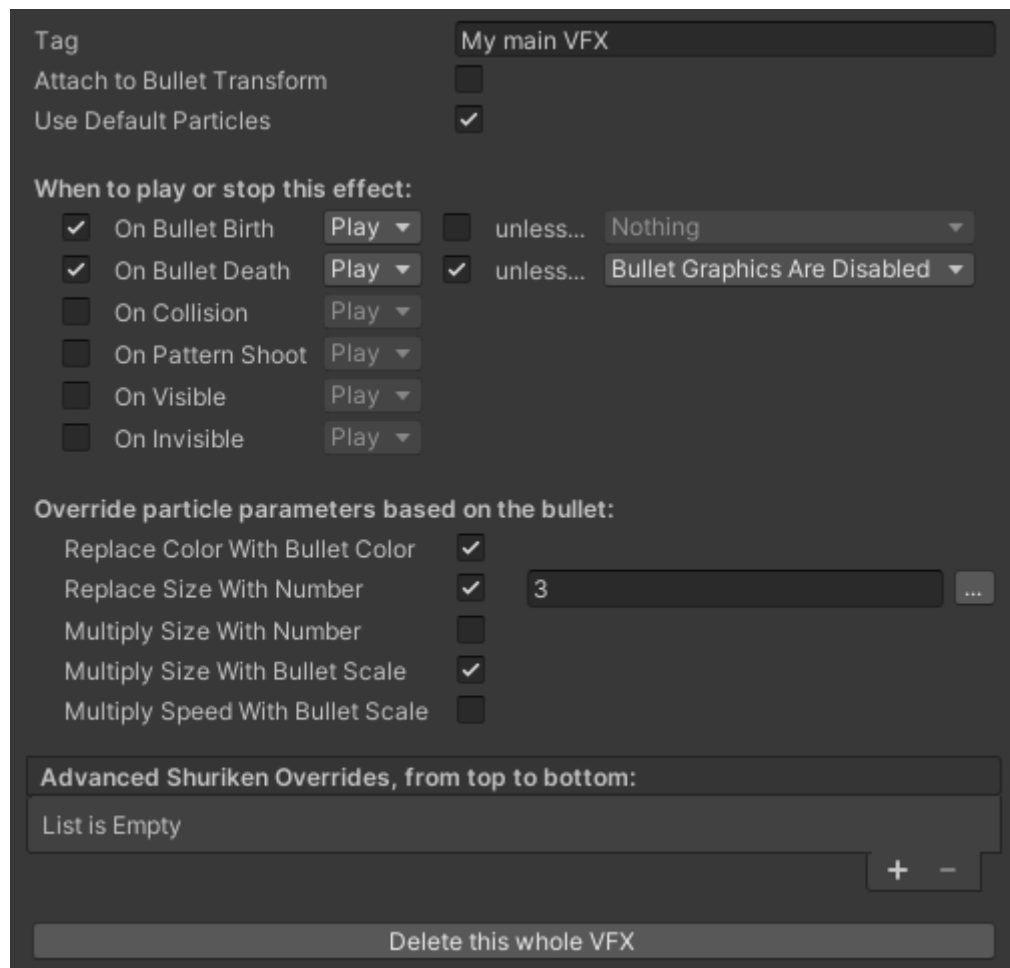 Tag My main VFX
Attach to Bullet Transform
Use Default Particles
When to play or stop this effect:
On Bullet Birth Play unless... Nothing
On Bullet Death Play unless... Bullet Graphics Are Disabled
On Collision Play
On Pattern Shoot Play
On Visible Play
On Invisible Play
Override particle parameters based on the bullet:
Replace Color With Bullet Color
Replace Size With Number 3 ...
Multiply Size With Number
Multiply Size With Bullet Scale
Multiply Speed With Bullet Scale
Advanced Shuriken Overrides, from top to bottom:
List is Empty
+ −
Delete this whole VFX